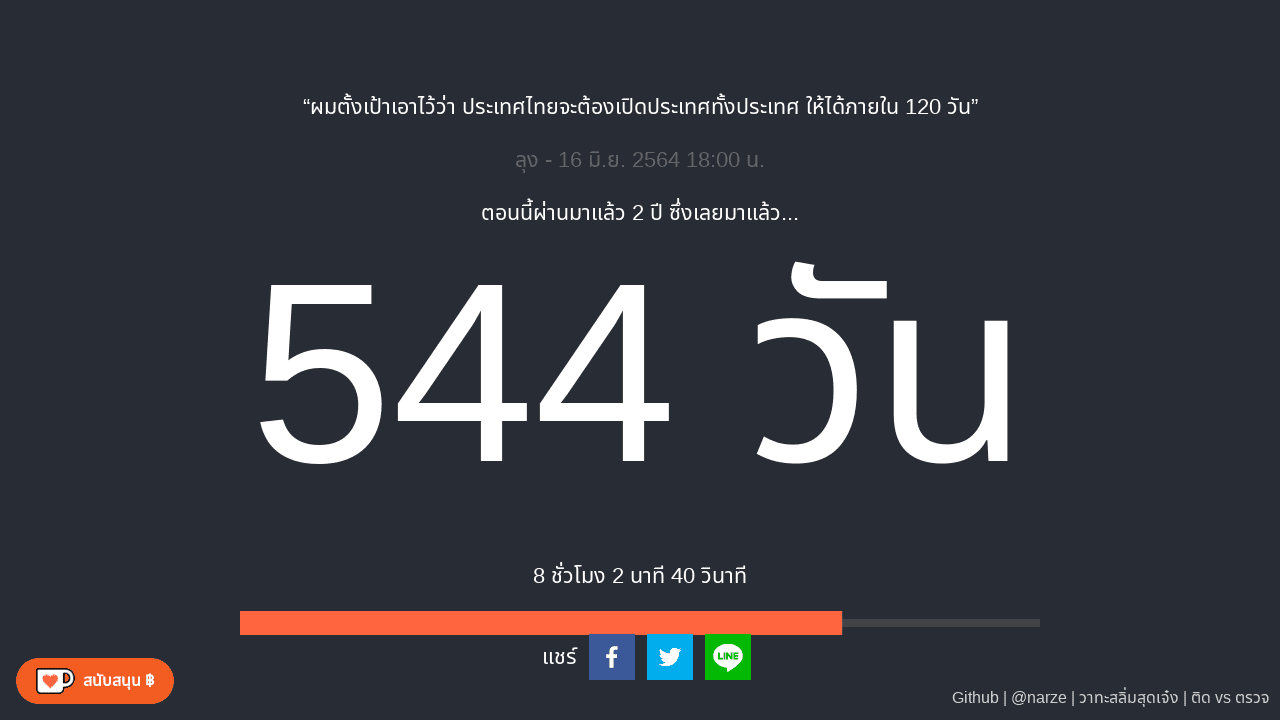 “ผมตั้งเป้าเอาไว้ว่า ประเทศไทยจะต้องเปิดประเทศทั้งประเทศ ให้ได้ภายใน 120 วัน”
ลุง - 16 มิ.ย. 2564 18:00 น.
ตอนนี้ผ่านมาแล้ว 2 ปี ซึ่งเลยมาแล้ว...
544 วัน
8 ชั่วโมง 2 นาที 40 วินาที
แชร์
LINE
สนับสนุน ฿
Github | @narze | วาทะสลิ่มสุดเจ๋ง | ติด vs ตรวจ